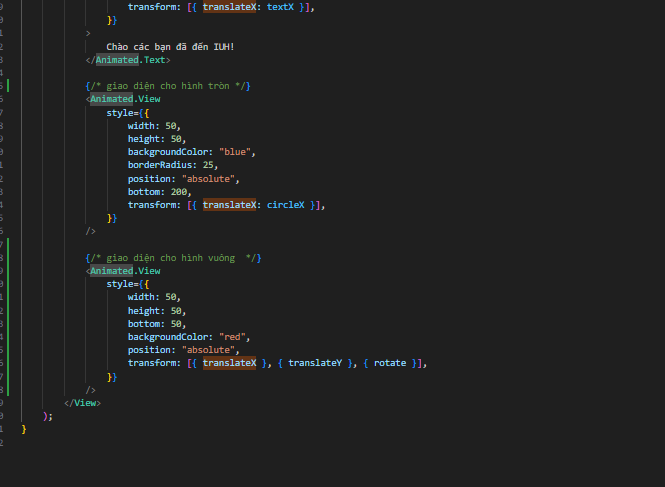 transform: [{ translateX: textX }],
}}
>
Chào các bạn đã đến IUH!
</Animated.Text>
{/* giao diện cho hình tròn */}
<Animated.View
style={{
width: 50,
height: 50,
backgroundColor: "blue",
borderRadius: 25,
position: "absolute",
bottom: 200,
transform: [{ translateX: circleX }],
}}
/>
{/* giao diện cho hình vuông  */}
<Animated.View
style={{
width: 50,
height: 50,
bottom: 50,
backgroundColor: "red",
position: "absolute",
transform: [{ translateX }, { translateY }, { rotate }],
}}
/>
</View>
);
}